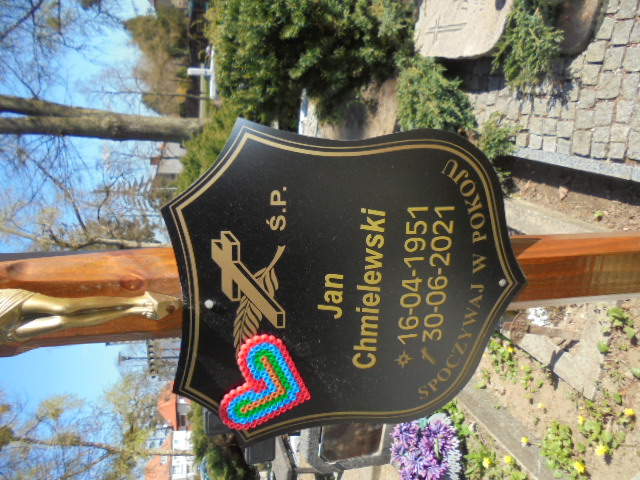 Ś.P.
Jan
Chmielewski
16-04-1951
30-06-2021
SPOCZYWAJ W POKOJU